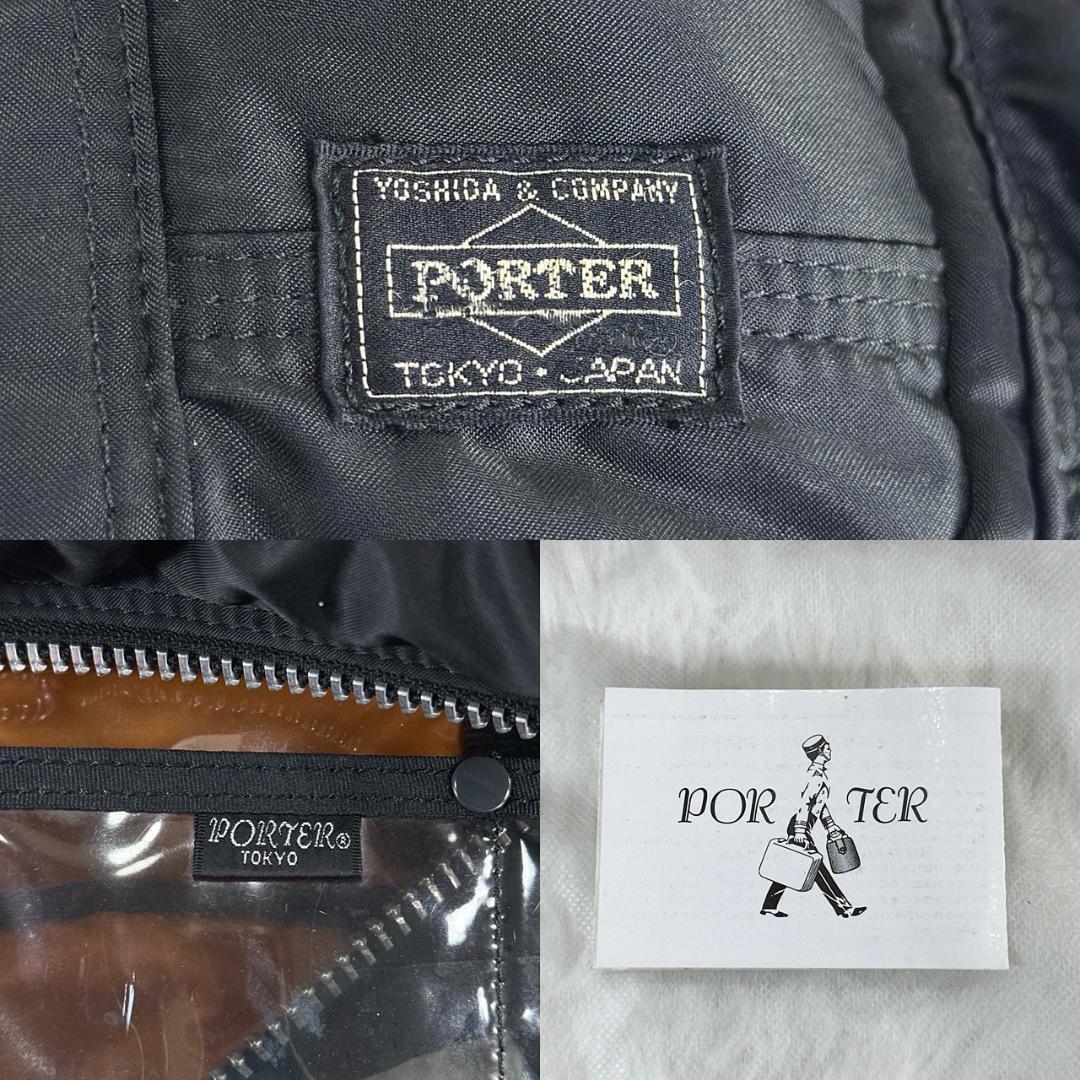 YOSHIDA & COMPANY
PORTER
TOKYO · JAPAN
PORTER®
TOKYO
POR TER